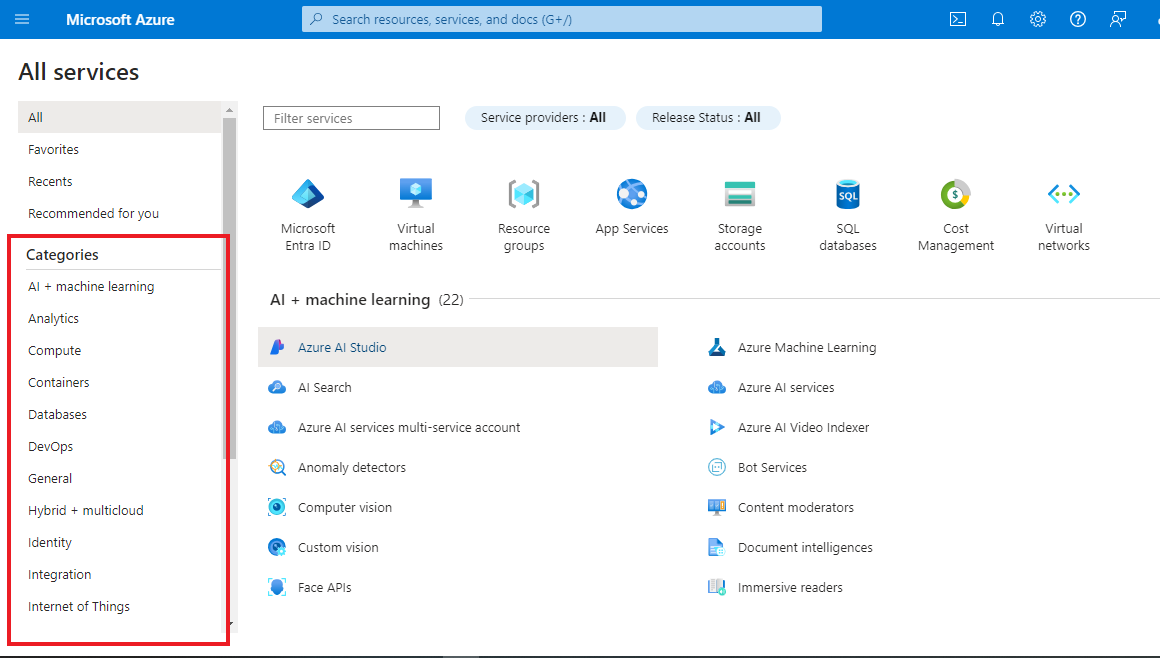 Microsoft Azure
Search resources, services, and docs (G+/)
All services
All
Favorites
Recents
Recommended for you
Categories
AI + machine learning
Analytics
Compute
Containers
Databases
DevOps
General
Hybrid + multicloud
Identity
Integration
Internet of Things
Filter services
Service providers : All
Release Status : All
Microsoft
Entra ID
Virtual
machines
Resource
groups
App Services
Storage
accounts
SQL
SQL
databases
$
Cost
Management
Virtual
networks
AI + machine learning (22)
Azure AI Studio
Azure Machine Learning
AI Search
Azure AI services
Azure AI services multi-service account
Azure AI Video Indexer
Anomaly detectors
Bot Services
Computer vision
Content moderators
Custom vision
Document intelligences
Face APIs
Immersive readers